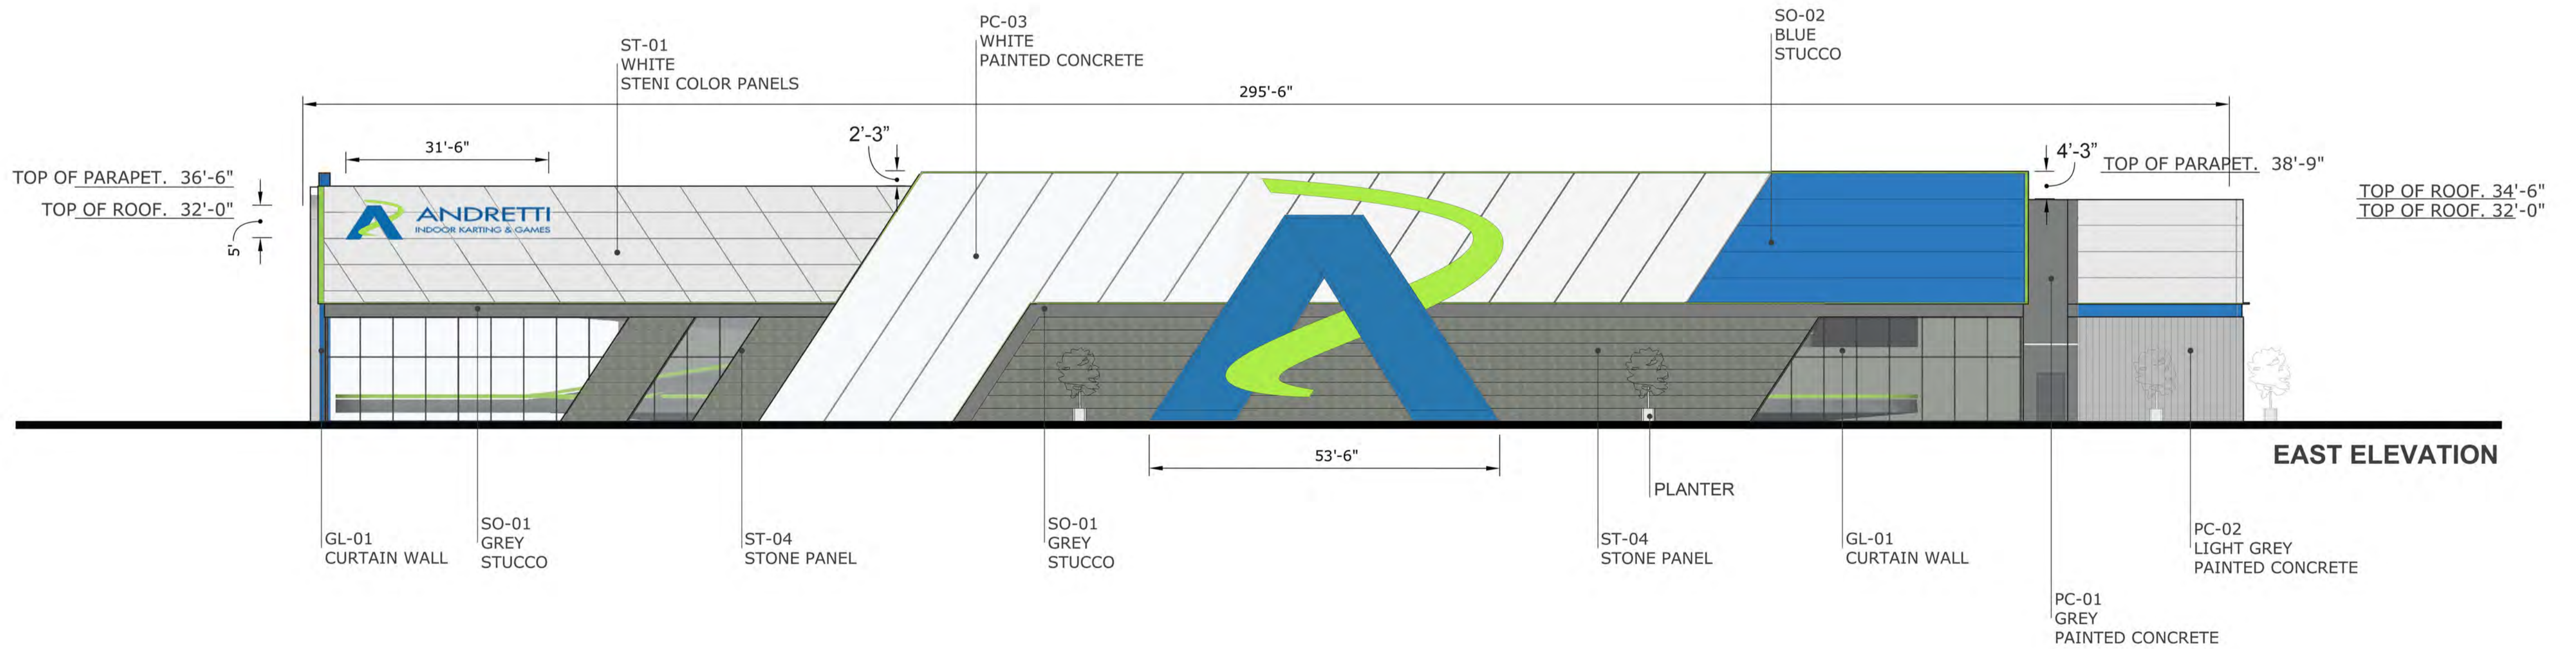 SO-02
BLUE
STUCCO
PC-03
WHITE
PAINTED CONCRETE
ST-01
WHITE
STENI COLOR PANELS
295'-6"
2'-3"
31'-6"
4'-3"
TOP OF PARAPET. 38'-9"
TOP OF PARAPET. 36'-6"
TOP OF ROOF. 34'-6"
TOP OF ROOF. 32'-0"
TOP OF ROOF. 32'-0"
5'
ANDRETTI
INDOOR KARTING & GAMES
53'-6"
EAST ELEVATION
PLANTER
GL-01
CURTAIN WALL
SO-01
GREY
STUCCO
ST-04
STONE PANEL
SO-01
GREY
STUCCO
ST-04
STONE PANEL
GL-01
CURTAIN WALL
PC-02
LIGHT GREY
PAINTED CONCRETE
PC-01
GREY
PAINTED CONCRETE